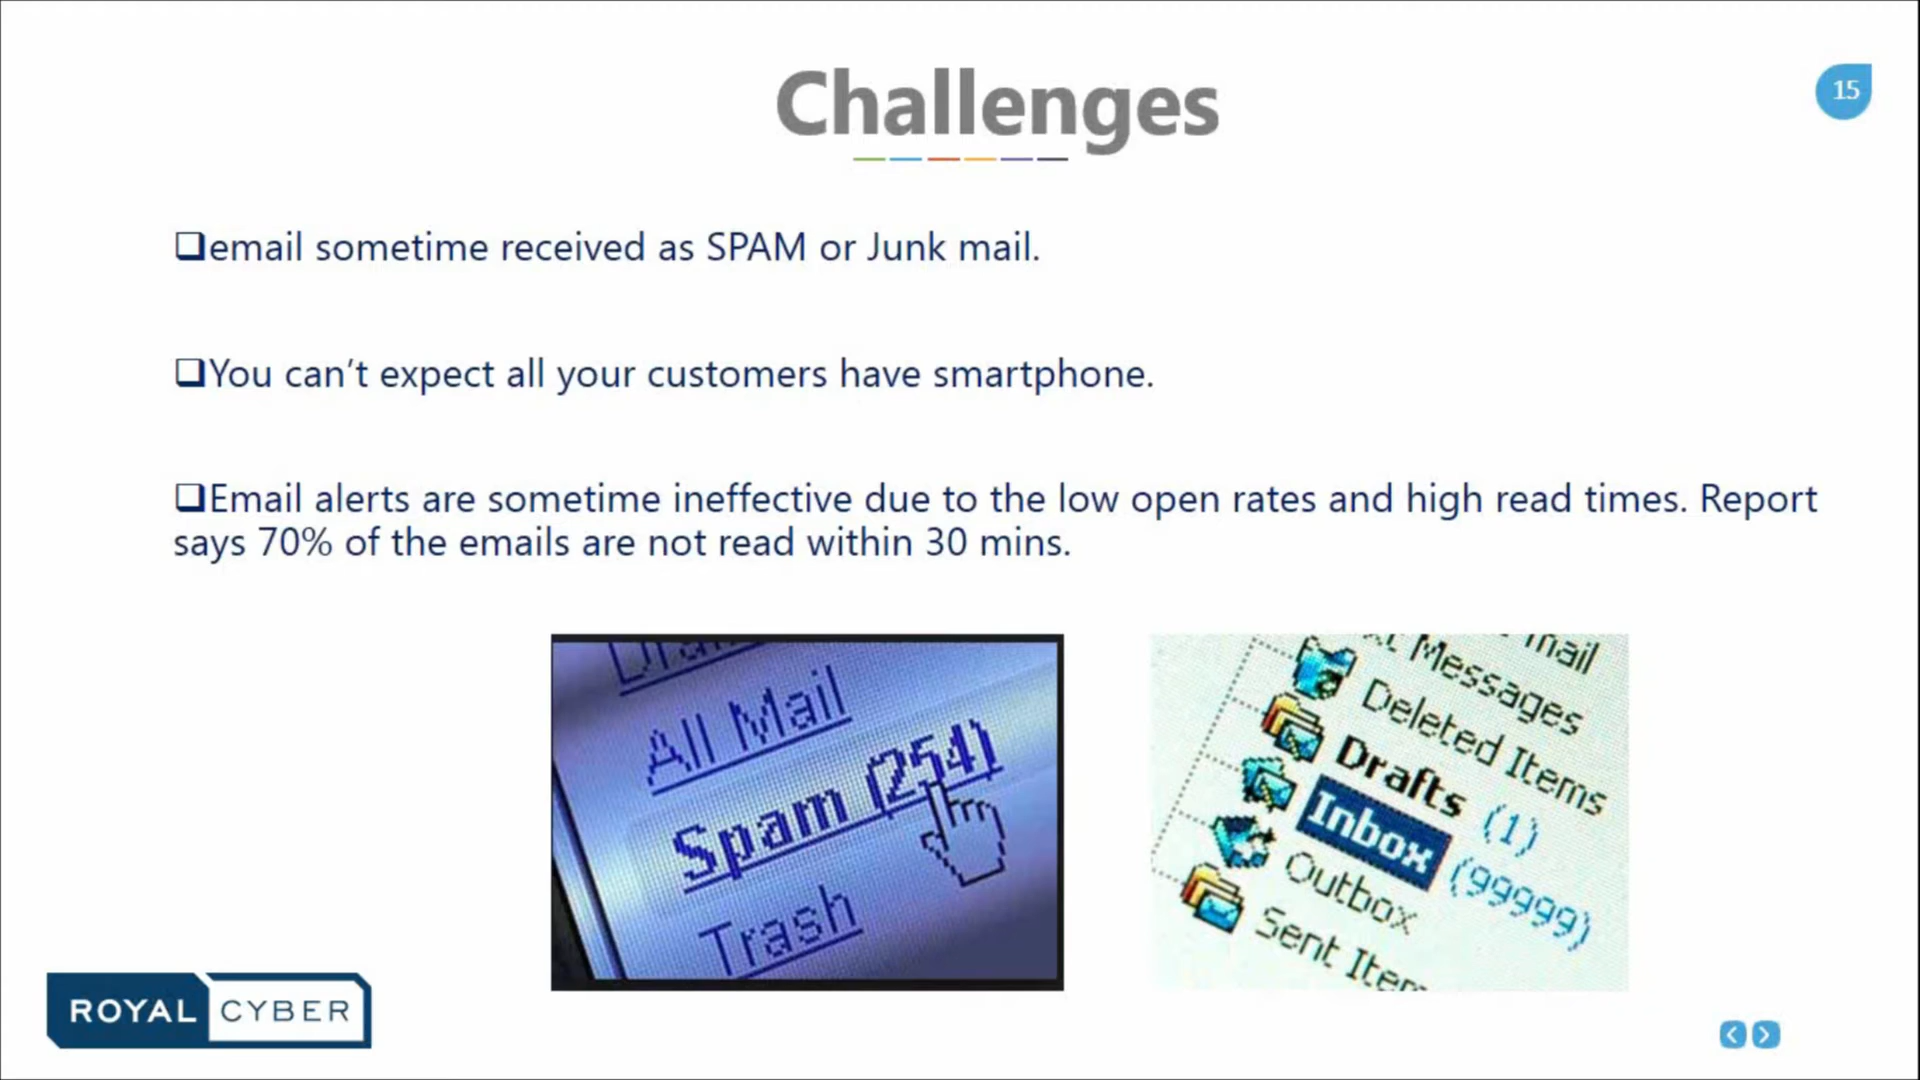 Challenges
15
❑email sometime received as SPAM or Junk mail.
❑You can’t expect all your customers have smartphone.
❑Email alerts are sometime ineffective due to the low open rates and high read times. Report
says 70% of the emails are not read within 30 mins.
All Mail
Spam (254)
Trash
mail
Messages
Deleted Items
Drafts (1)
Inbox (99999)
Outbox
Sent
ROYAL CYBER